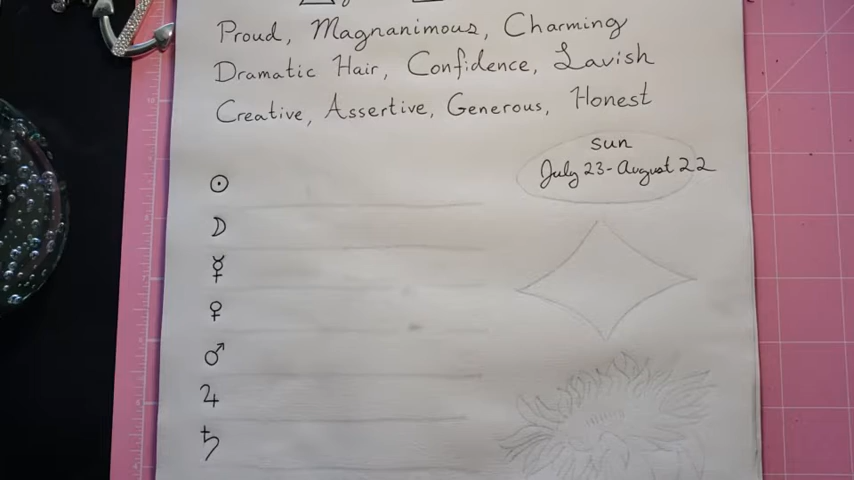 Proud, Magnanimous, Charming
Dramatic Hair, Confidence, Lavish
Creative, Assertive, Generous, Honest
Sun
July 23-August 22
☉
☽
☿
♀
♂
♃
♄